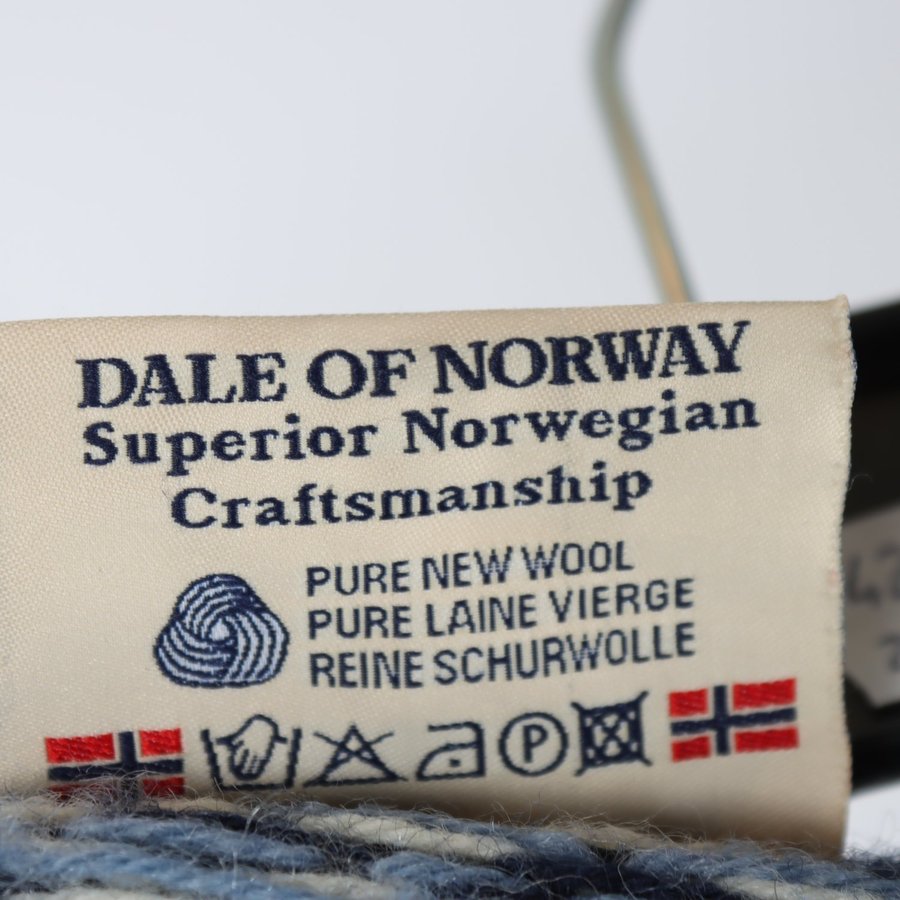 DALE OF NORWAY
Superior Norwegian
Craftsmanship
PURE NEW WOOL
PURE LAINE VIERGE
REINE SCHURWOLLE
P